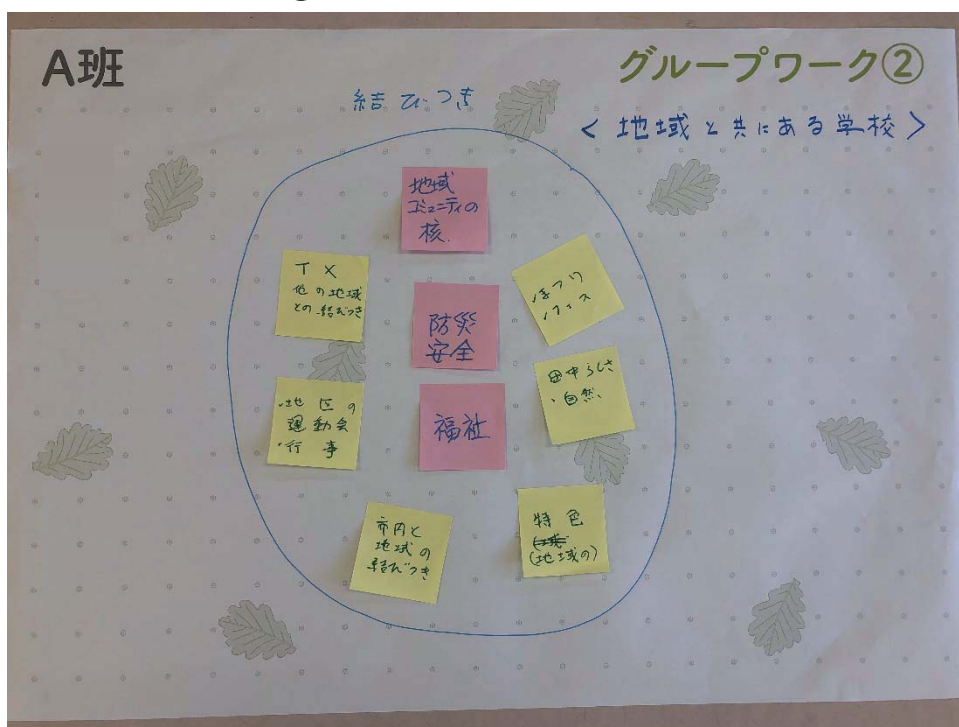 A班
グループワーク②
結びつき
<地域と共にある学校>
地域
コミュニティの
核.
TX
他の地域
との結びつき
・まつり
・フェス
防災
安全
田中らしさ
・自然
・地区の
運動会
・行事
福祉
市内と
地域の
結びつき
特色
(地域の)